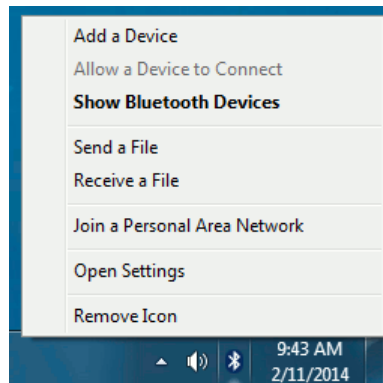 Add a Device
Allow a Device to Connect
Show Bluetooth Devices
Send a File
Receive a File
Join a Personal Area Network
Open Settings
Remove Icon
9:43 AM
2/11/2014